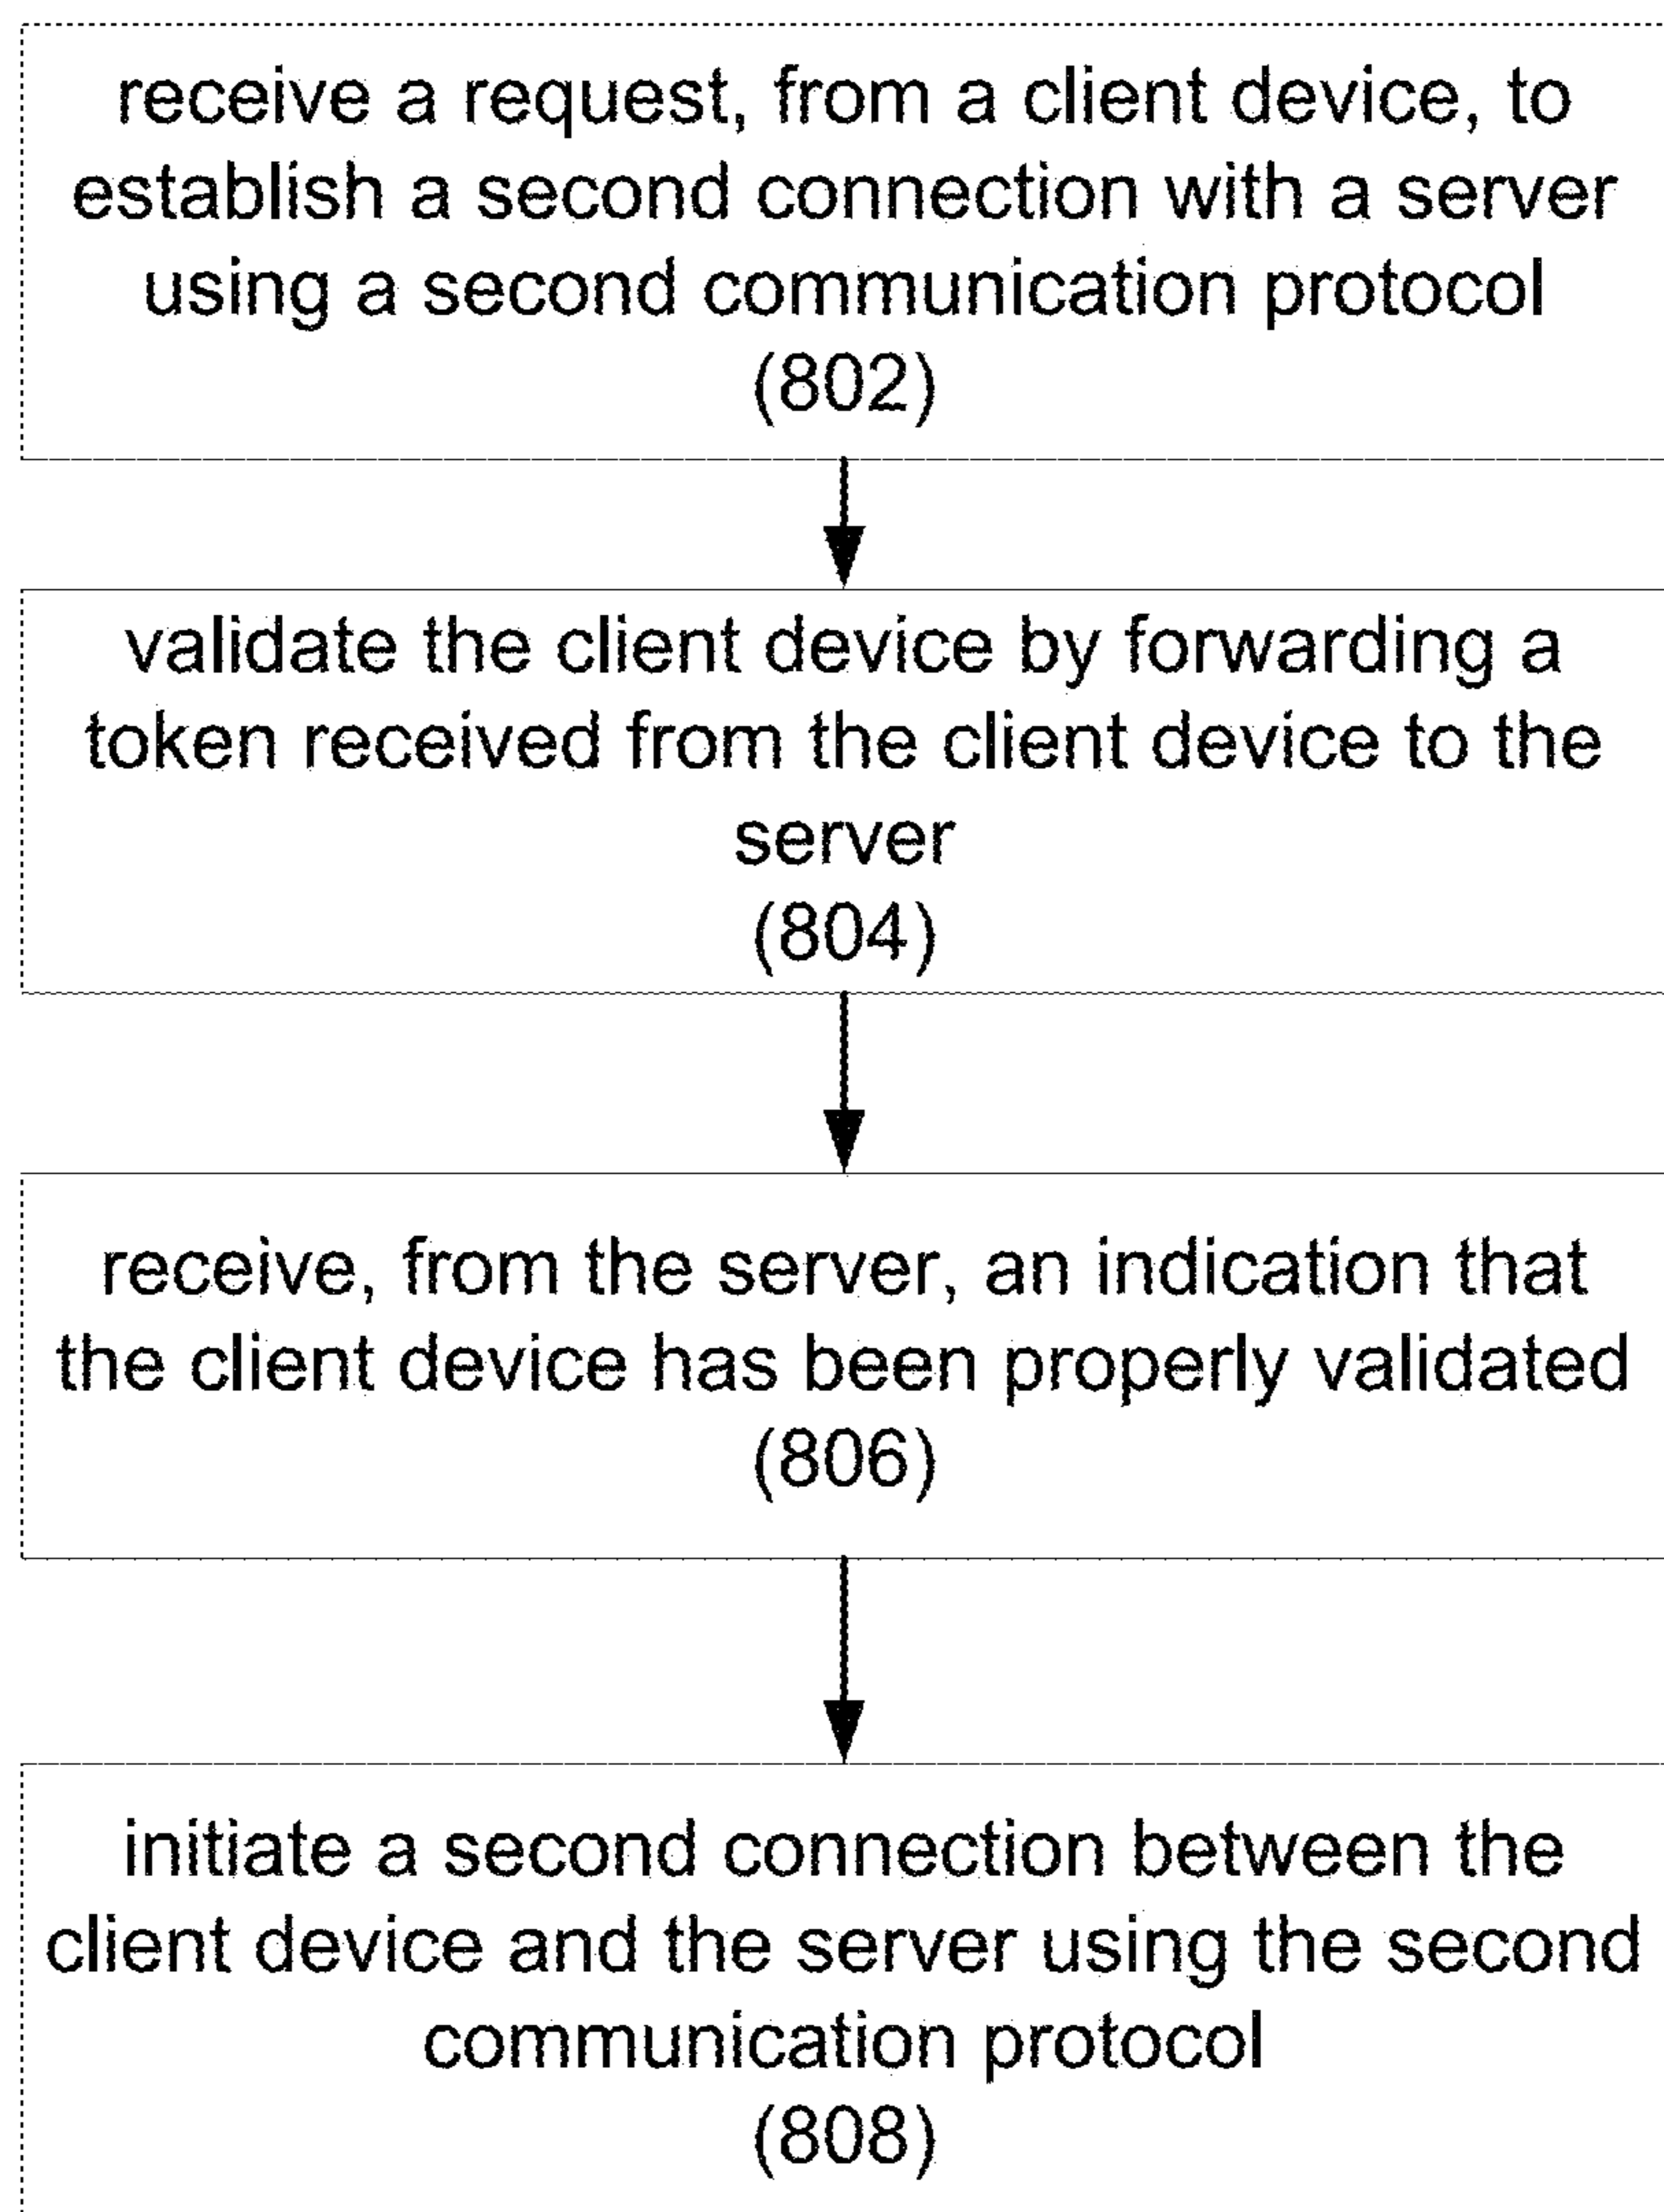 receive a request, from a client device, to
establish a second connection with a server
using a second communication protocol
(802)
validate the client device by forwarding a
token received from the client device to the
server
(804)
receive, from the server, an indication that
the client device has been properly validated
(806)
initiate a second connection between the
client device and the server using the second
communication protocol
(808)